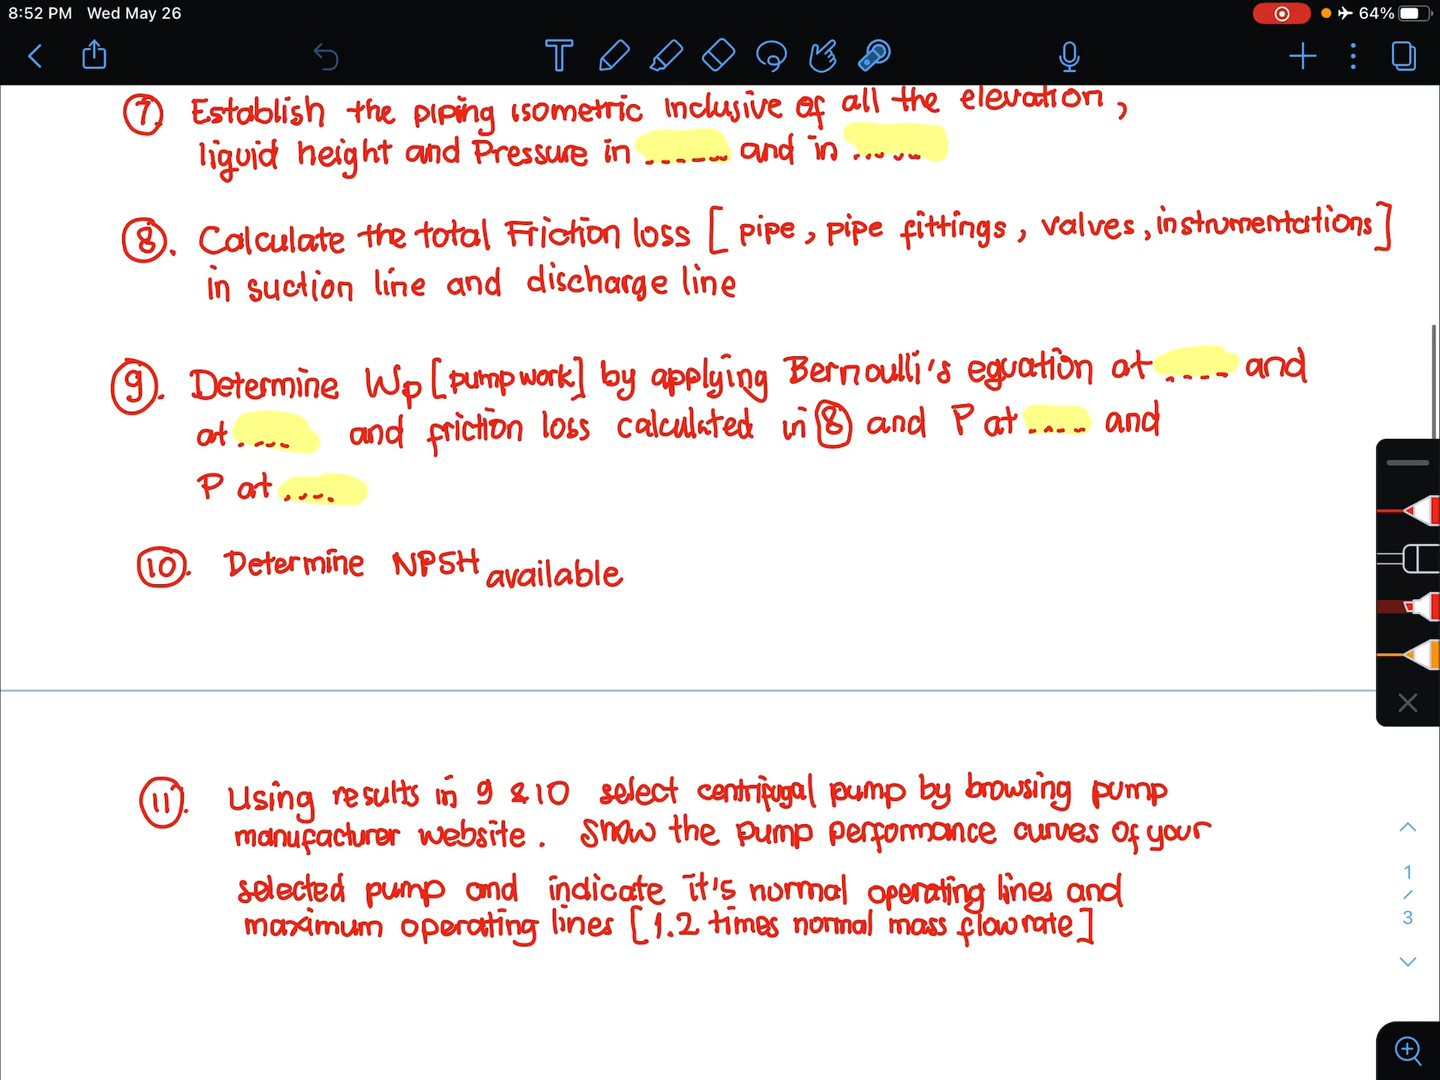 8:52 PM Wed May 26
64%
7. Establish the piping isometric inclusive of all the elevation,
liquid height and Pressure in ...... and in ......
8. Calculate the total Friction loss [ pipe, pipe fittings, valves, instrumentations]
in suction line and discharge line
9. Determine Wp [pump work] by applying Bernoulli's equation at .... and
at .... and friction loss calculated in 8 and P at .... and
P at ....
10. Determine NPSH available
11. Using results in 9 & 10 select centrifugal pump by browsing pump
manufacturer website. Show the pump performance curves of your
selected pump and indicate it's normal operating lines and
maximum operating lines [1.2 times normal mass flowrate]
1
/
3